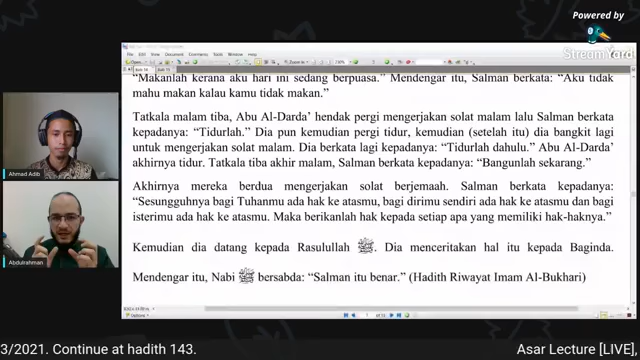 Powered by
StreamYard
"Makanlah kerana aku hari ini sedang berpuasa." Mendengar itu, Salman berkata: "Aku tidak
mahu makan kalau kamu tidak makan."
Tatkala malam tiba, Abu Al-Darda' hendak pergi mengerjakan solat malam lalu Salman berkata
kepadanya: "Tidurlah." Dia pun kemudian pergi tidur, kemudian (setelah itu) dia bangkit lagi
untuk mengerjakan solat malam. Dia berkata lagi kepadanya: "Tidurlah dahulu." Abu Al-Darda'
akhirnya tidur. Tatkala tiba akhir malam, Salman berkata kepadanya: "Bangunlah sekarang."
Akhirnya mereka berdua mengerjakan solat berjemaah. Salman berkata kepadanya:
"Sesungguhnya bagi Tuhanmu ada hak ke atasmu, bagi dirimu sendiri ada hak ke atasmu dan bagi
isterimu ada hak ke atasmu. Maka berikanlah hak kepada setiap apa yang memiliki hak-haknya."
Kemudian dia datang kepada Rasulullah ﷺ. Dia menceritakan hal itu kepada Baginda.
Mendengar itu, Nabi ﷺ bersabda: "Salman itu benar." (Hadith Riwayat Imam Al-Bukhari)
Ahmad Adib
Abdulrahman
3/2021. Continue at hadith 143.
Asar Lecture [LIVE],